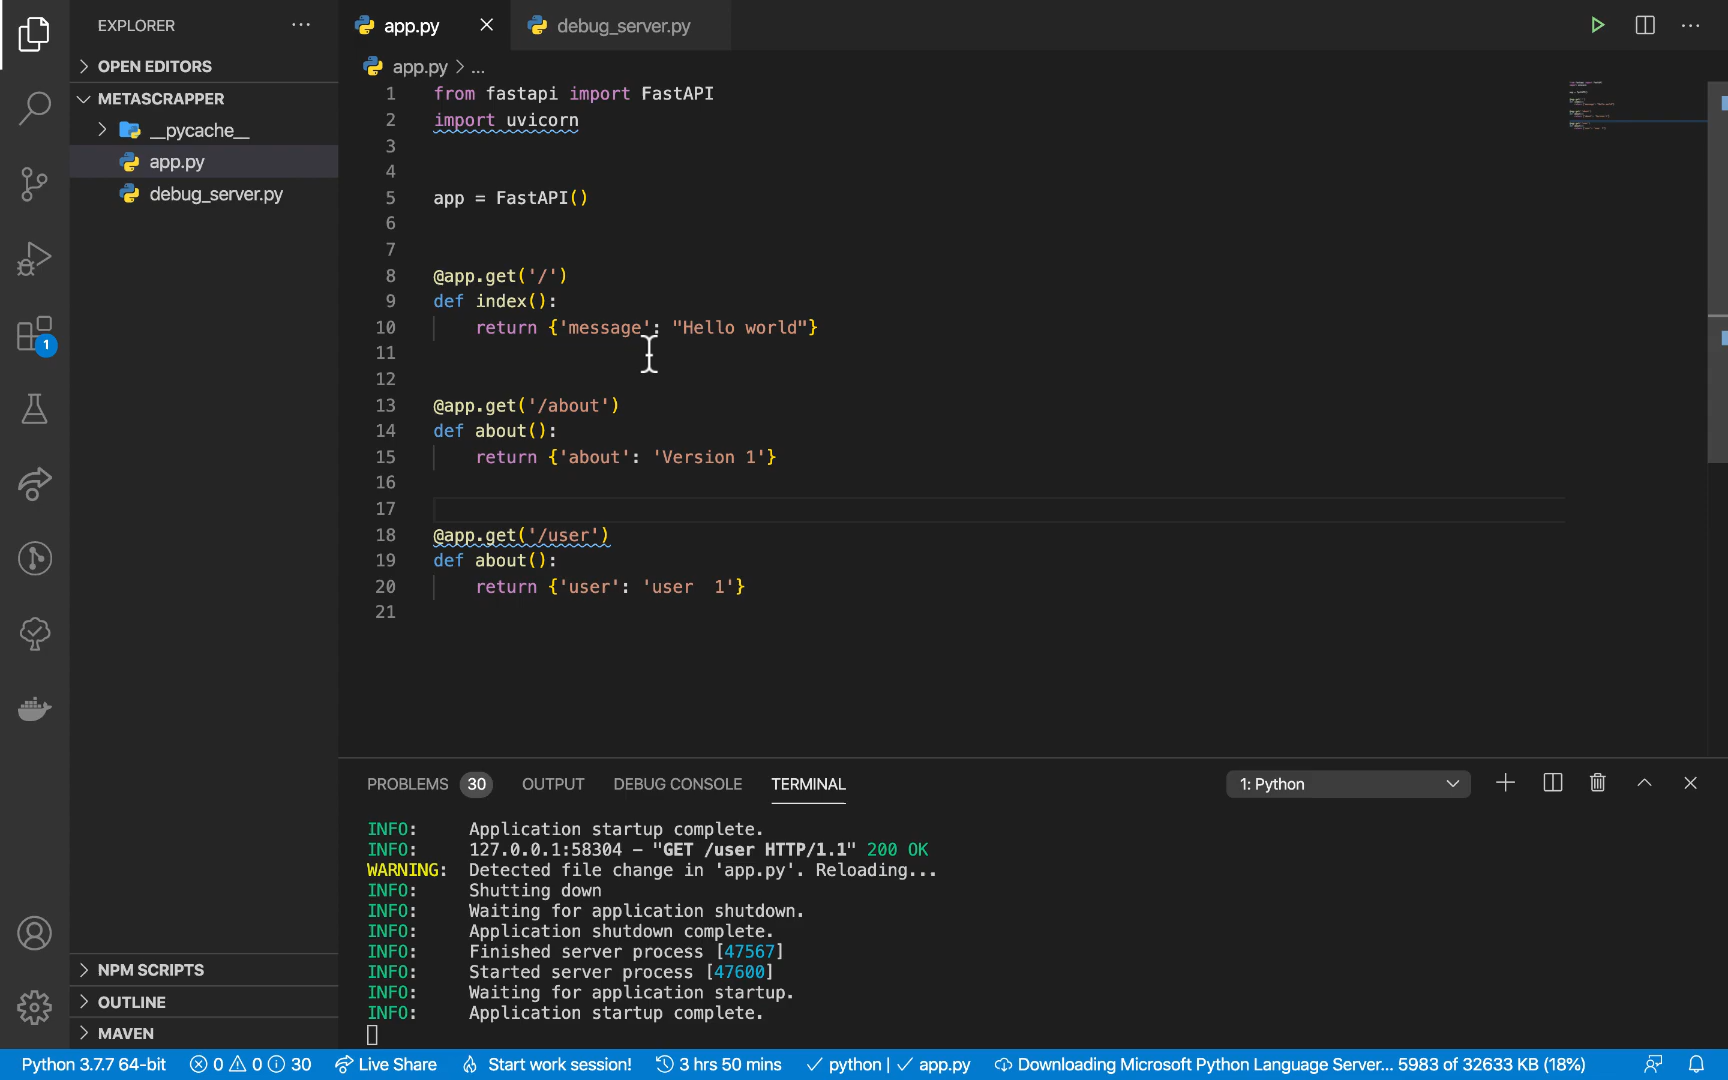 EXPLORER
OPEN EDITORS
METASCRAPPER
__pycache__
app.py
debug_server.py
NPM SCRIPTS
OUTLINE
MAVEN
1
app.py
debug_server.py
app.py > ...
1 from fastapi import FastAPI
2 import uvicorn
3
4
5 app = FastAPI()
6
7
8 @app.get('/')
9 def index():
10 return {'message': "Hello world"}
11
12
13 @app.get('/about')
14 def about():
15 return {'about': 'Version 1'}
16
17
18 @app.get('/user')
19 def about():
20 return {'user': 'user  1'}
21
PROBLEMS 30 OUTPUT DEBUG CONSOLE TERMINAL 1: Python
INFO: Application startup complete.
INFO: 127.0.0.1:58304 - "GET /user HTTP/1.1" 200 OK
WARNING: Detected file change in 'app.py'. Reloading...
INFO: Shutting down
INFO: Waiting for application shutdown.
INFO: Application shutdown complete.
INFO: Finished server process [47567]
INFO: Started server process [47600]
INFO: Waiting for application startup.
INFO: Application startup complete.
Python 3.7.7 64-bit 0 0 30 Live Share Start work session! 3 hrs 50 mins python | app.py Downloading Microsoft Python Language Server... 5983 of 32633 KB (18%)